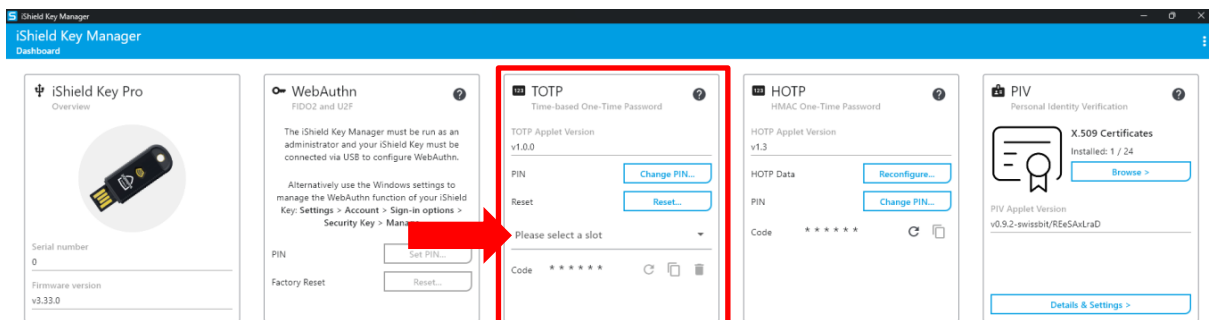 iShield Key Manager
iShield Key Manager
Dashboard
iShield Key Pro
Overview
Serial number
0
Firmware version
v3.33.0
WebAuthn
FIDO2 and U2F
The iShield Key Manager must be run as an
administrator and your iShield Key must be
connected via USB to configure WebAuthn.
Alternatively use the Windows settings to
manage the WebAuthn function of your iShield
Key: Settings > Account > Sign-in options >
Security Key >
PIN
Set PIN...
Factory Reset
Reset...
123 TOTP
Time-based One-Time Password
TOTP Applet Version
v1.0.0
PIN
Change PIN...
Reset
Reset...
Please select a slot
Code * * * * * *
123 HOTP
HMAC One-Time Password
HOTP Applet Version
v1.3
HOTP Data
Reconfigure...
PIN
Change PIN...
Code * * * * * *
PIV
Personal Identity Verification
X.509 Certificates
Installed: 1 / 24
Browse >
PIV Applet Version
v0.9.2-swissbit/REeSAxLraD
Details & Settings >